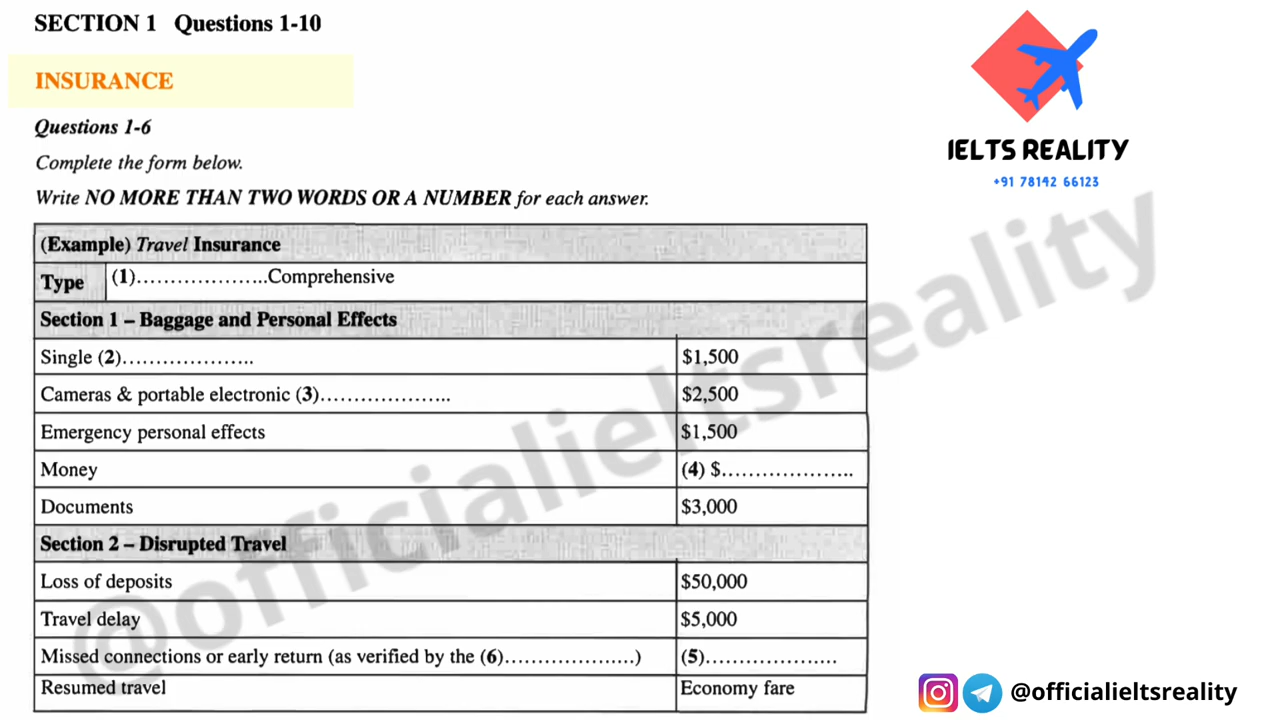 SECTION 1 Questions 1-10
INSURANCE
Questions 1-6
Complete the form below.
Write NO MORE THAN TWO WORDS OR A NUMBER for each answer.
(Example) Travel Insurance
Type (1)....................Comprehensive
Section 1 – Baggage and Personal Effects
Single (2).................... $1,500
Cameras & portable electronic (3).................... $2,500
Emergency personal effects $1,500
Money (4) $....................
Documents $3,000
Section 2 – Disrupted Travel
Loss of deposits $50,000
Travel delay $5,000
Missed connections or early return (as verified by the (6)....................) (5)....................
Resumed travel Economy fare
IELTS REALITY
+91 78142 66123
@officialieltsreality
@officialieltsreality